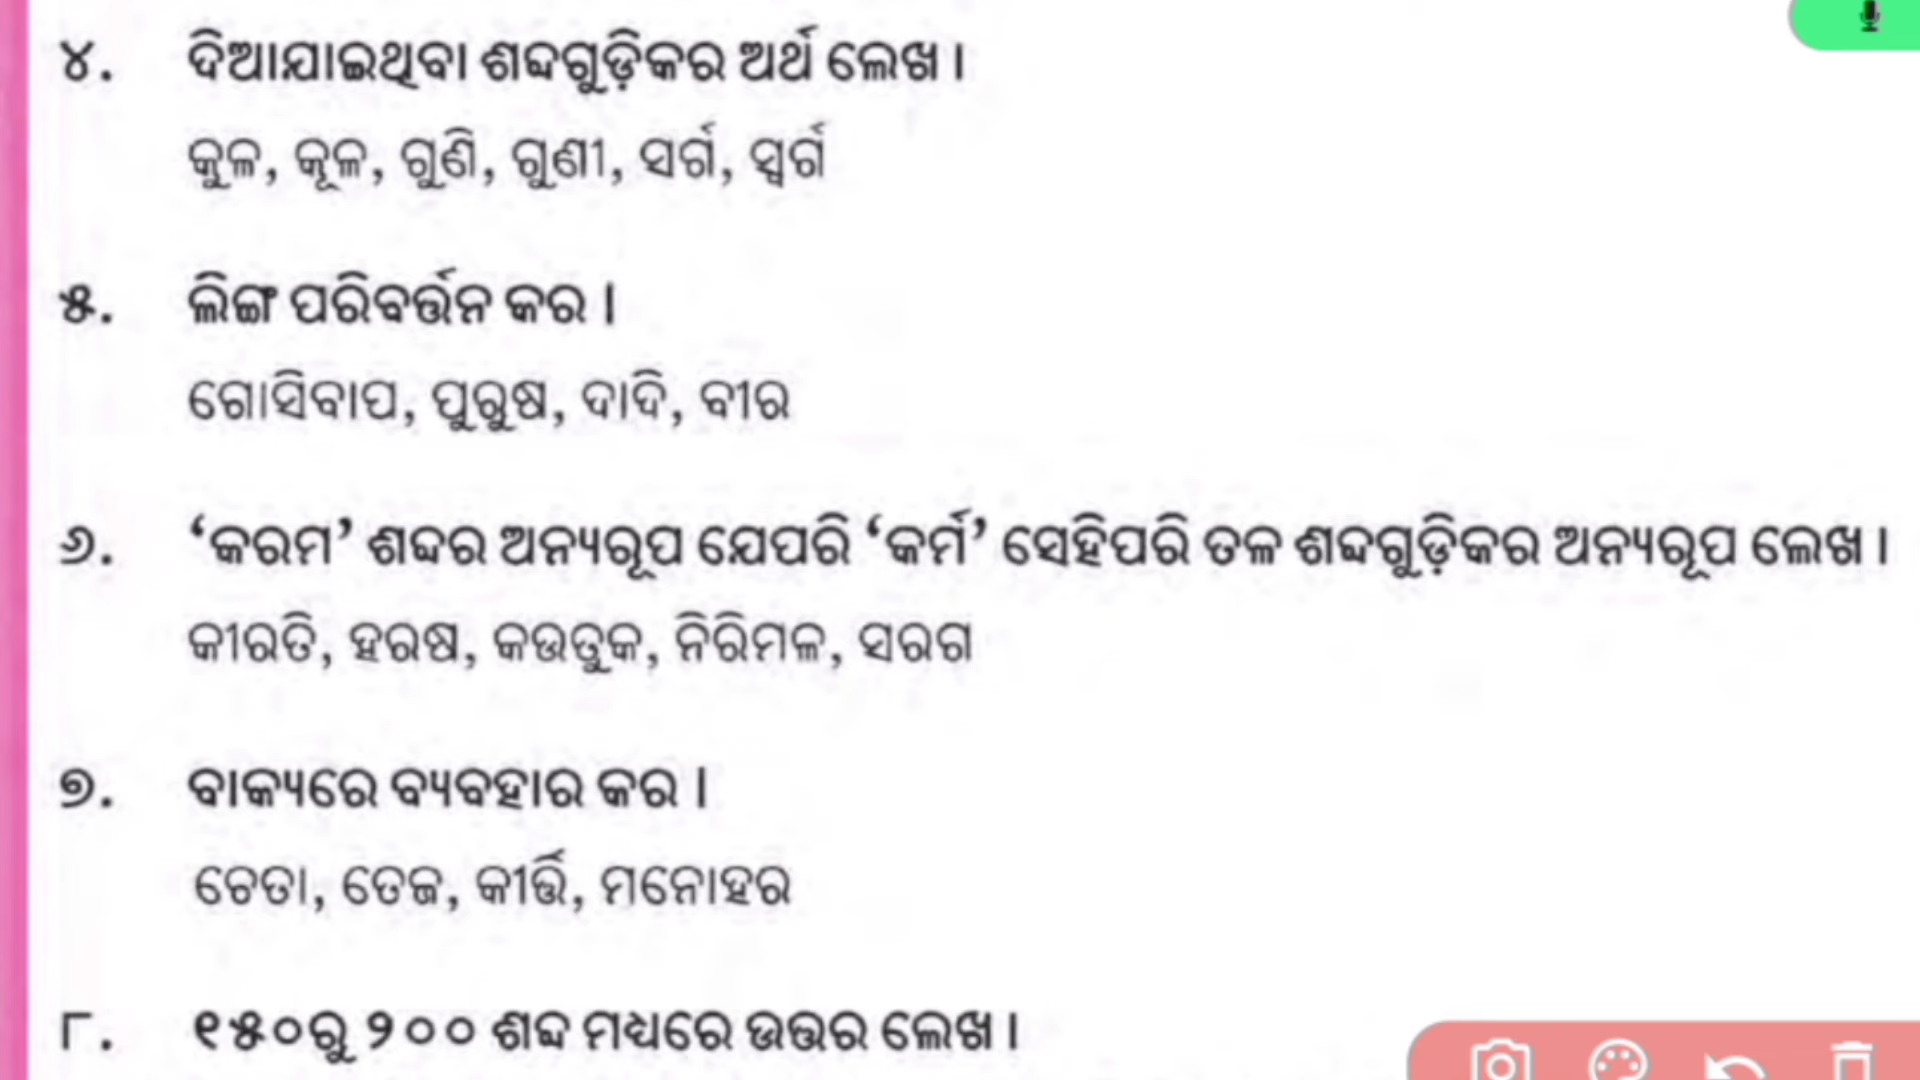 ୪. ଦିଆଯାଇଥିବା ଶବ୍ଦଗୁଡ଼ିକର ଅର୍ଥ ଲେଖ ।
କୁଳ, କୂଳ, ଗୁଣି, ଗୁଣୀ, ସର୍ଗ, ସ୍ୱର୍ଗ
୫. ଲିଙ୍ଗ ପରିବର୍ତ୍ତନ କର ।
ଗୋସିବାପ, ପୁରୁଷ, ଦାଦି, ବୀର
୬. ‘କରମ’ ଶବ୍ଦର ଅନ୍ୟରୂପ ଯେପରି ‘କର୍ମ’ ସେହିପରି ତଳ ଶବ୍ଦଗୁଡ଼ିକର ଅନ୍ୟରୂପ ଲେଖ ।
କୀରତି, ହରଷ, କଉତୁକ, ନିରିମଳ, ସରଗ
୭. ବାକ୍ୟରେ ବ୍ୟବହାର କର ।
ଚେତା, ତେଜ, କୀର୍ତ୍ତି, ମନୋହର
୮. ୧୫୦ରୁ ୨୦୦ ଶବ୍ଦ ମଧ୍ୟରେ ଉତ୍ତର ଲେଖ ।